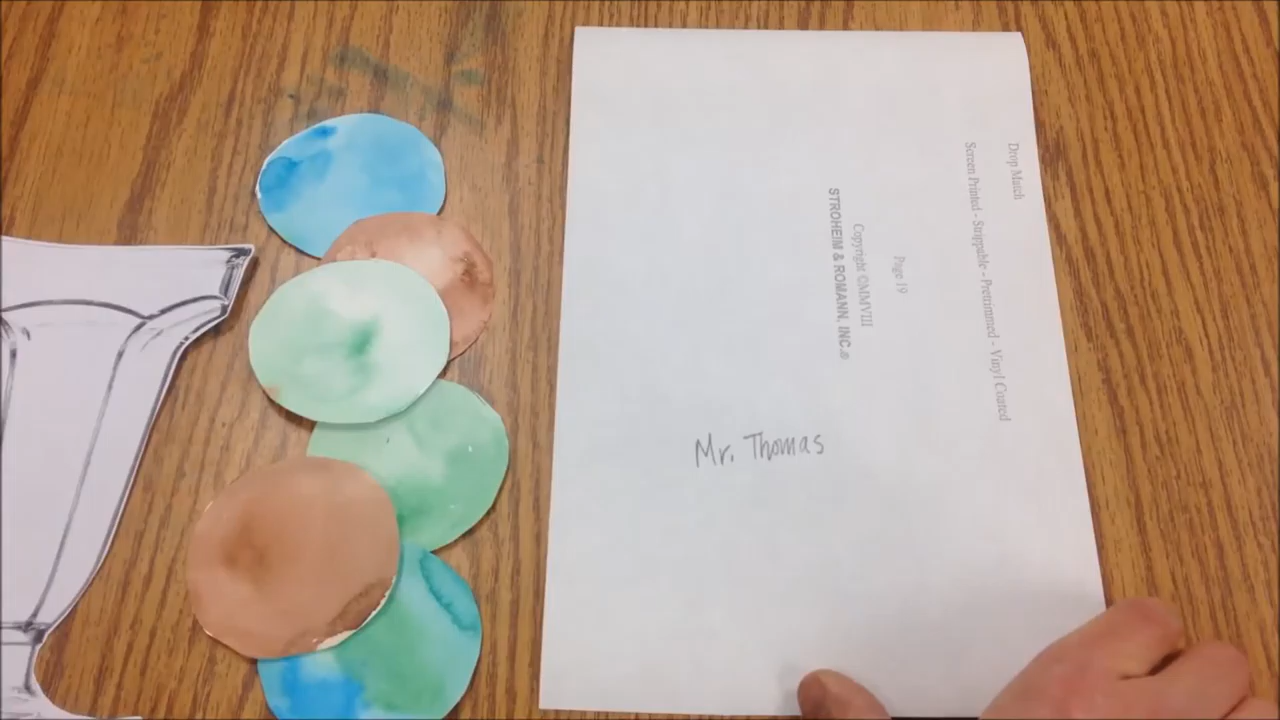 Drop Match
Screen Printed - Strippable - Pretrimmed - Vinyl Coated
Page 19
Copyright ©MMVIII
STROHEIM & ROMANN, INC.®
Mr. Thomas